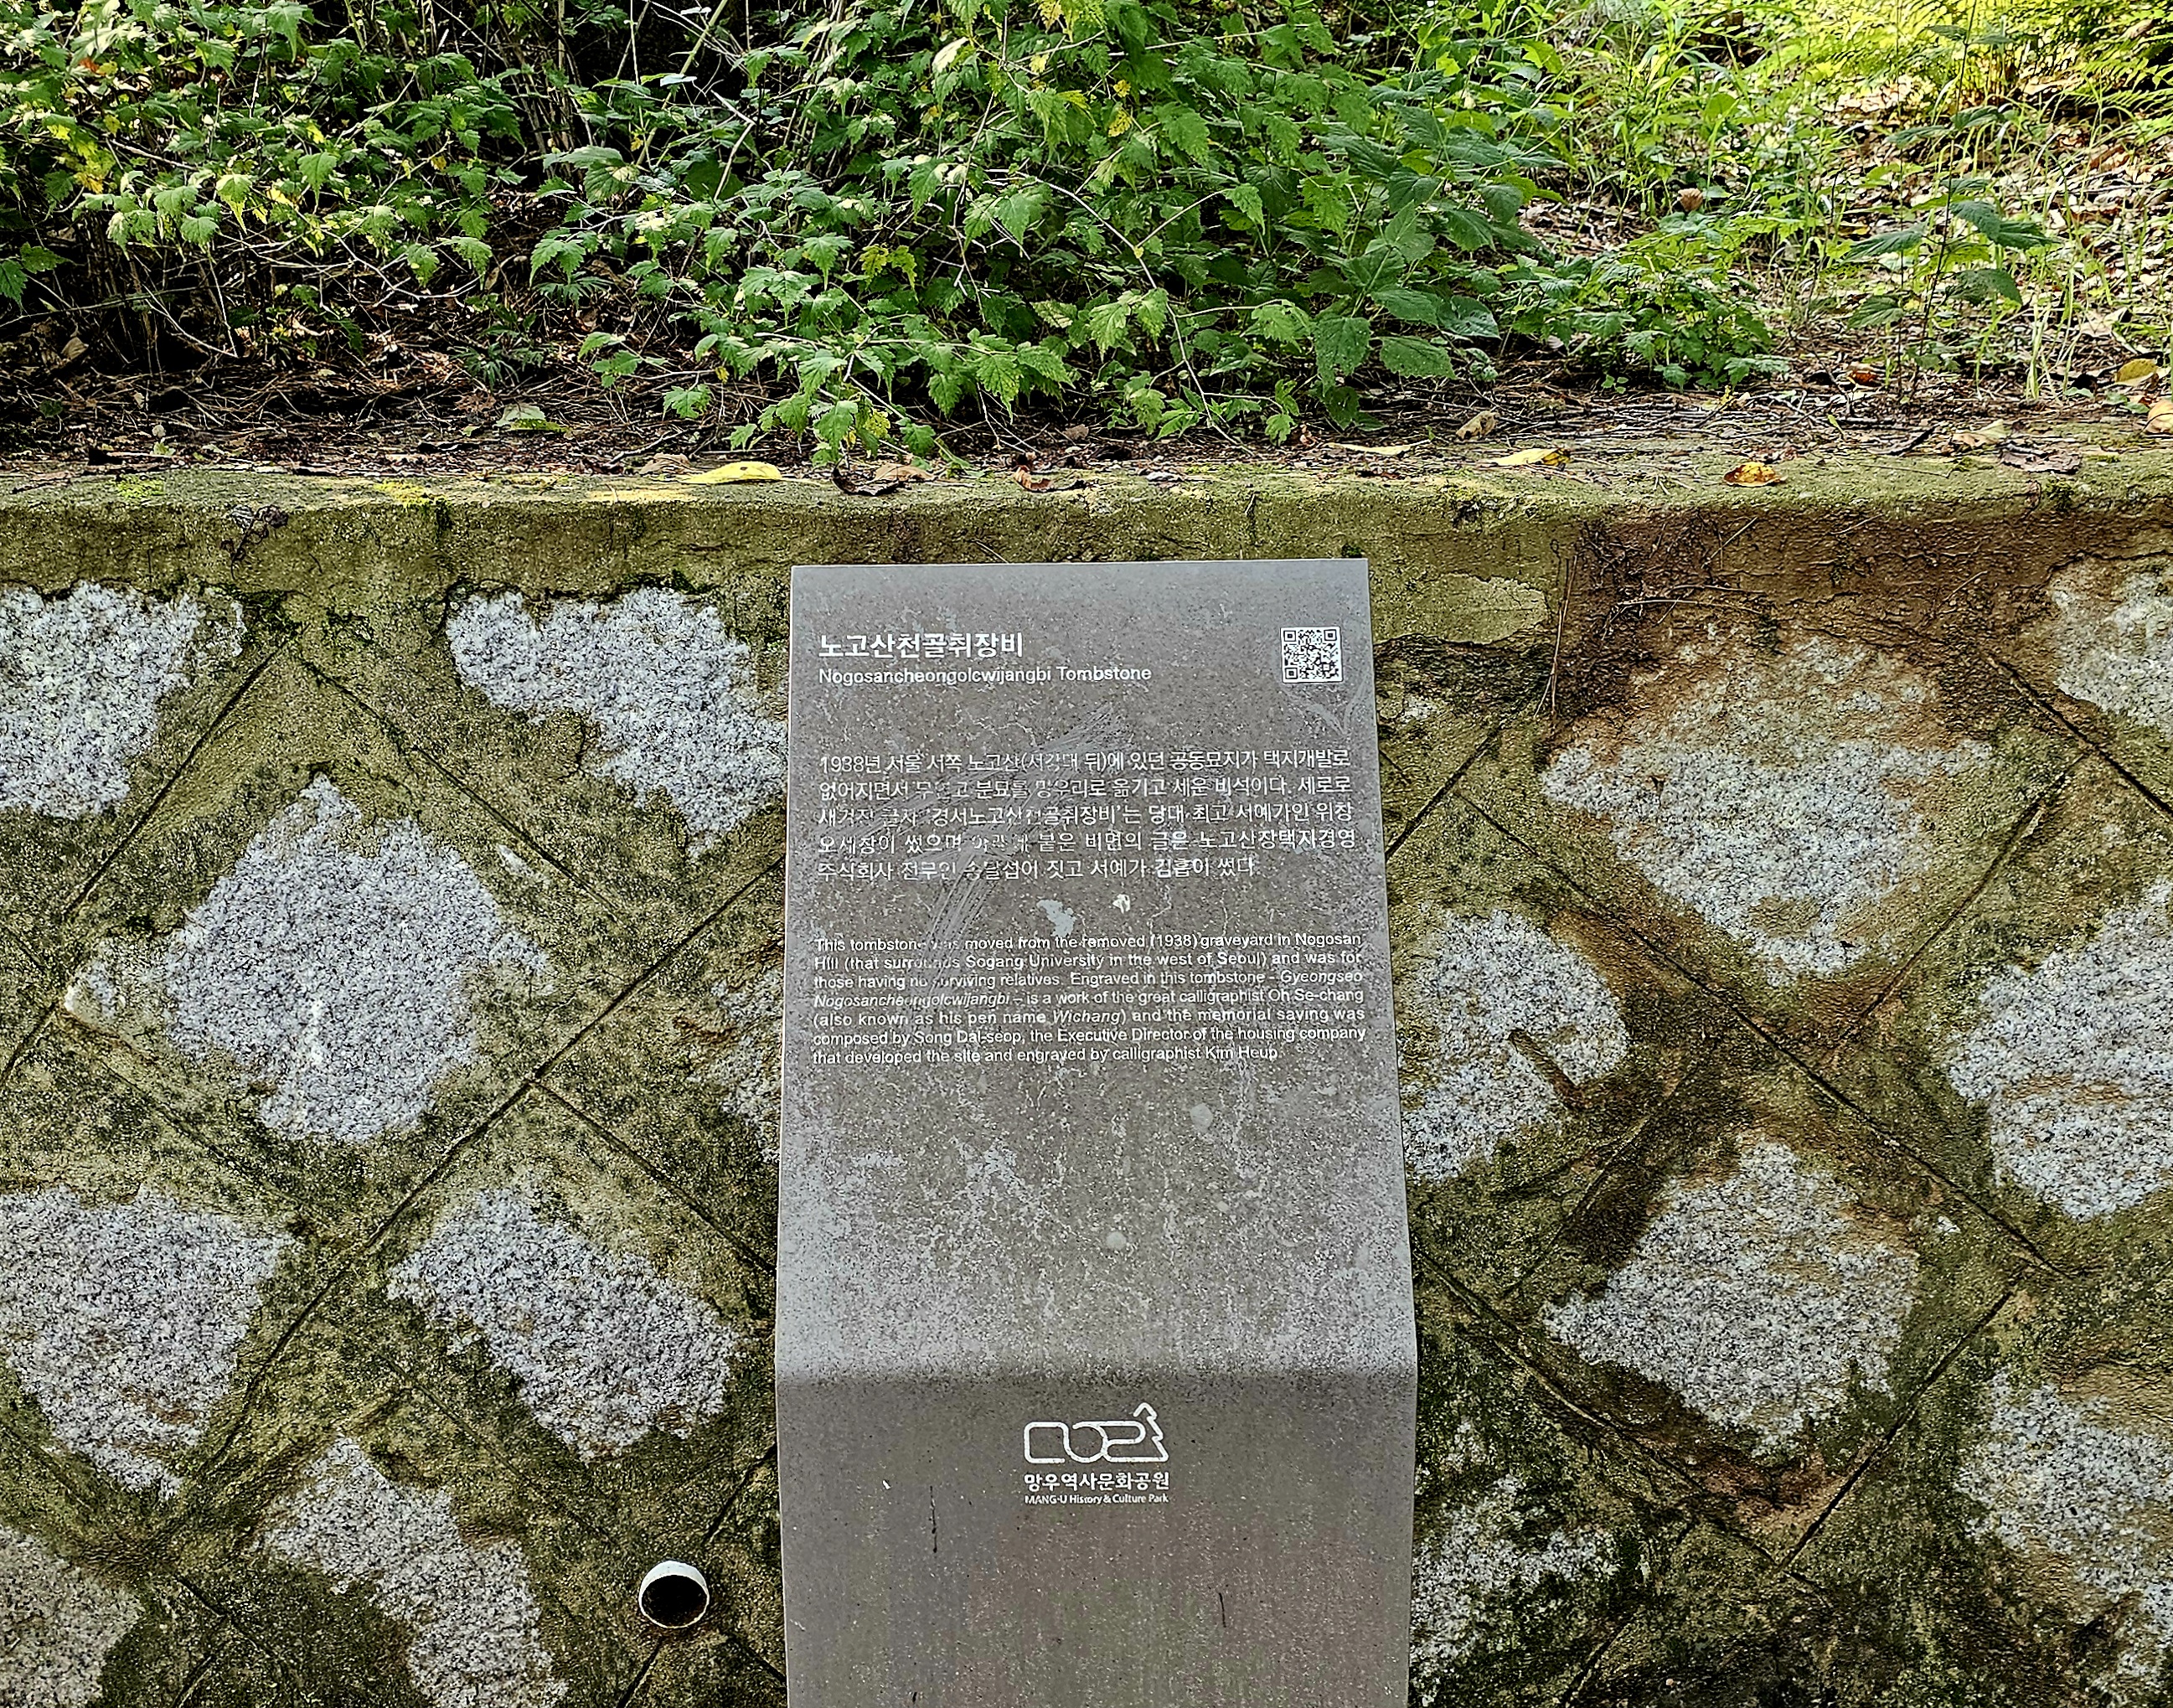 노고산천골취장비
Nogosancheongolcwijangbi Tombstone
1938년 서울 서쪽 노고산(서강대 뒤)에 있던 공동묘지가 택지개발로
없어지면서 무연고 분묘를 망우리로 옮기고 세운 비석이다. 세로로
새겨진 글자 '경서노고산천골취장비'는 당대 최고 서예가인 위창
오세창이 썼으며 아래에 붙은 비면의 글은 노고산장택지경영
주식회사 전무인 송달섭이 짓고 서예가 김흡이 썼다.
This tombstone was moved from the removed (1938) graveyard in Nogosan
Hill (that surrounds Sogang University in the west of Seoul) and was for
those having no surviving relatives. Engraved in this tombstone - Gyeongseo
Nogosancheongolcwijangbi – is a work of the great calligraphist Oh Se-chang
(also known as his pen name Wichang) and the memorial saying was
composed by Song Dal-seop, the Executive Director of the housing company
that developed the site and engraved by calligraphist Kim Heup.
망우역사문화공원
MANG-U History & Culture Park